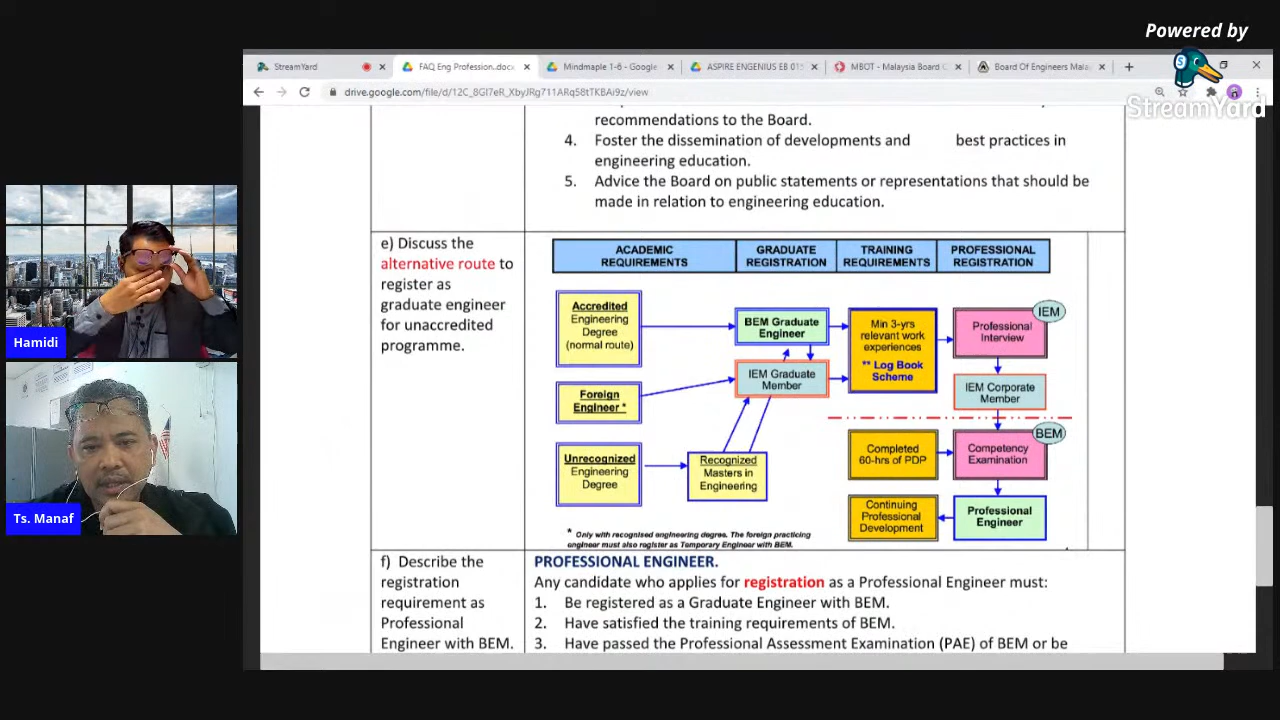 Powered by
StreamYard
StreamYard
FAQ Eng Profession..docx
Mindmaple 1-6 - Google
ASPIRE ENGENIUS EB 015
MBOT - Malaysia Board
Board Of Engineers Mala
recommendations to the Board.
4. Foster the dissemination of developments and best practices in
engineering education.
5. Advice the Board on public statements or representations that should be
made in relation to engineering education.
e) Discuss the
alternative route to
register as
graduate engineer
for unaccredited
programme.
ACADEMIC
REQUIREMENTS
GRADUATE
REGISTRATION
TRAINING
REQUIREMENTS
PROFESSIONAL
REGISTRATION
Accredited
Engineering
Degree
(normal route)
BEM Graduate
Engineer
Min 3-yrs
relevant work
experiences
** Log Book
Scheme
IEM
Professional
Interview
Foreign
Engineer *
IEM Graduate
Member
IEM Corporate
Member
Unrecognized
Engineering
Degree
Recognized
Masters in
Engineering
Completed
60-hrs of PDP
BEM
Competency
Examination
Continuing
Professional
Development
Professional
Engineer
* Only with recognised engineering degree. The foreign practicing
engineer must also register as Temporary Engineer with BEM.
f) Describe the
registration
requirement as
Professional
Engineer with BEM.
PROFESSIONAL ENGINEER.
Any candidate who applies for registration as a Professional Engineer must:
1. Be registered as a Graduate Engineer with BEM.
2. Have satisfied the training requirements of BEM.
3. Have passed the Professional Assessment Examination (PAE) of BEM or be
Hamidi
Ts. Manaf